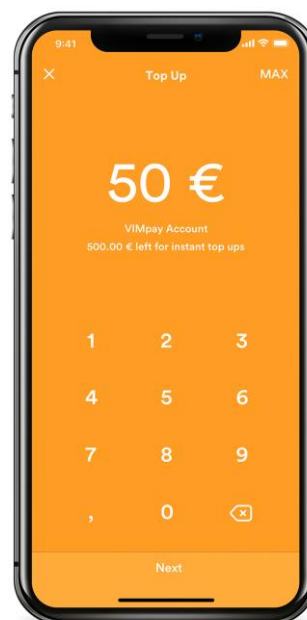 9:41
Top Up MAX
50 €
VIMpay Account
500.00 € left for instant top ups
1 2 3
4 5 6
7 8 9
, 0
Next